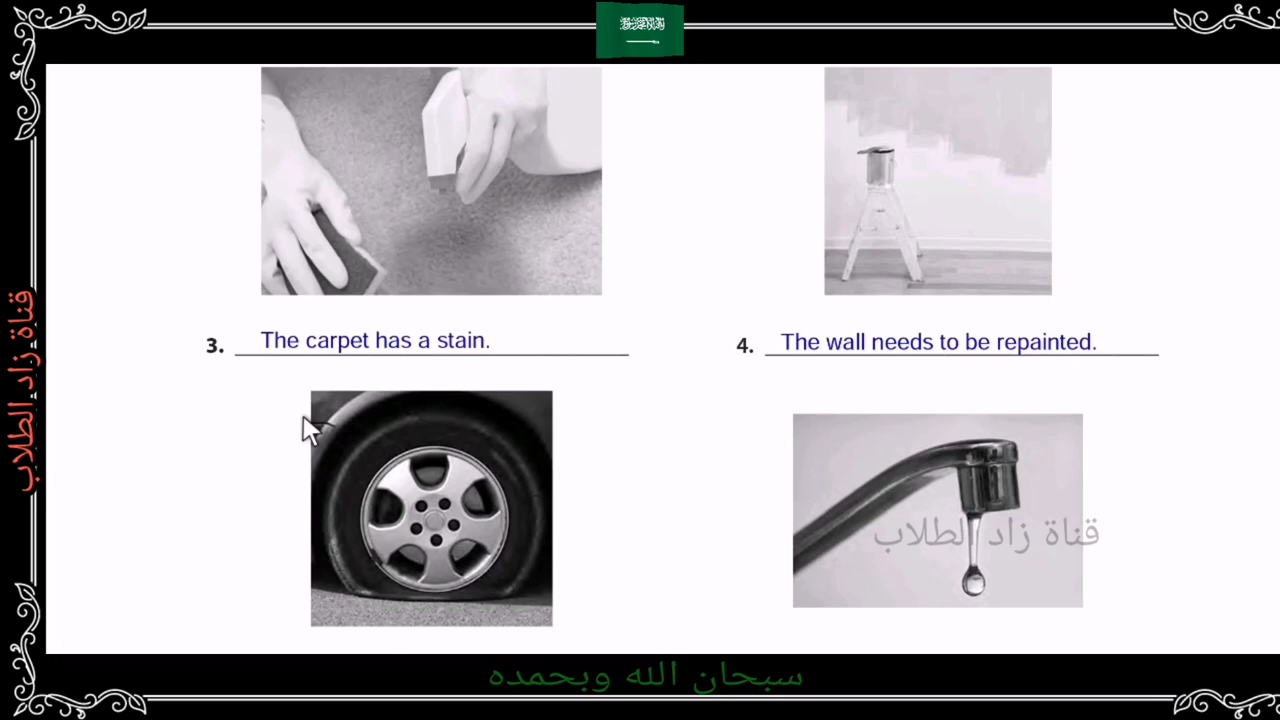 3. The carpet has a stain.
4. The wall needs to be repainted.
قناة زاد الطلاب
قناة زاد الطلاب
سبحان الله وبحمده